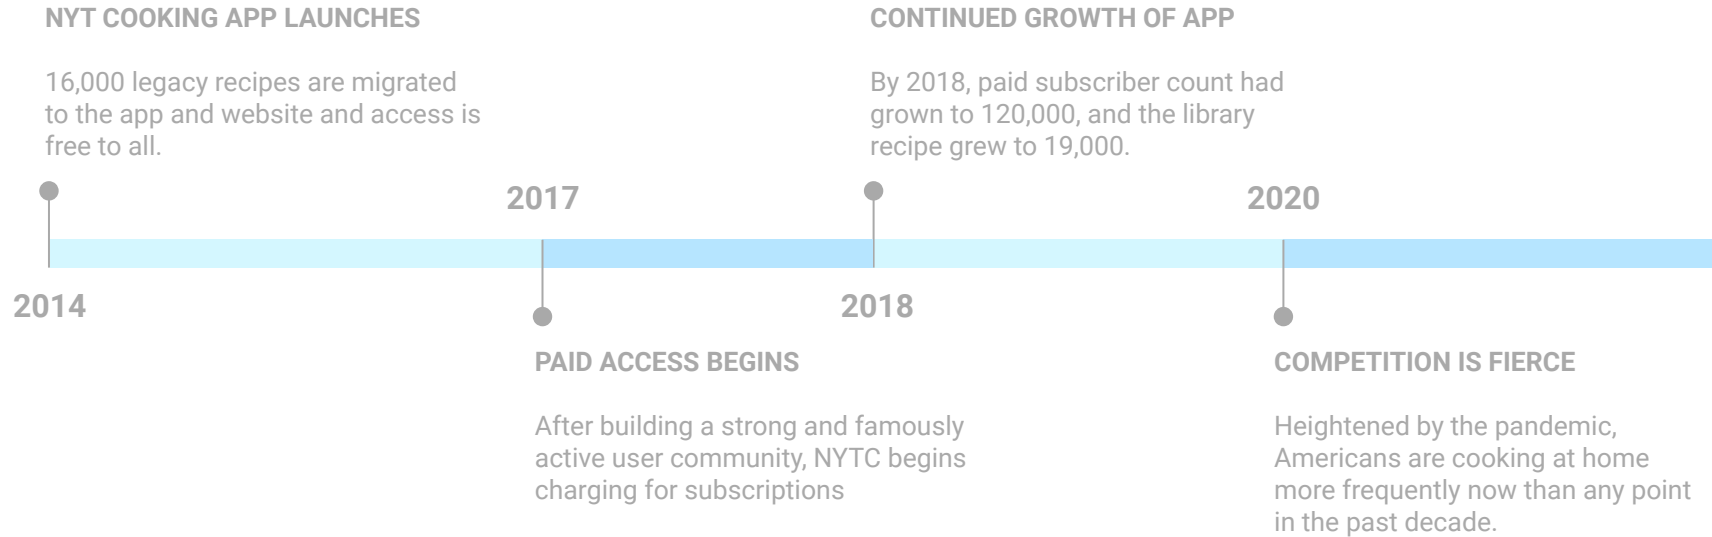 NYT COOKING APP LAUNCHES
16,000 legacy recipes are migrated
to the app and website and access is
free to all.
2014
2017
PAID ACCESS BEGINS
After building a strong and famously
active user community, NYTC begins
charging for subscriptions
CONTINUED GROWTH OF APP
By 2018, paid subscriber count had
grown to 120,000, and the library
recipe grew to 19,000.
2018
2020
COMPETITION IS FIERCE
Heightened by the pandemic,
Americans are cooking at home
more frequently now than any point
in the past decade.